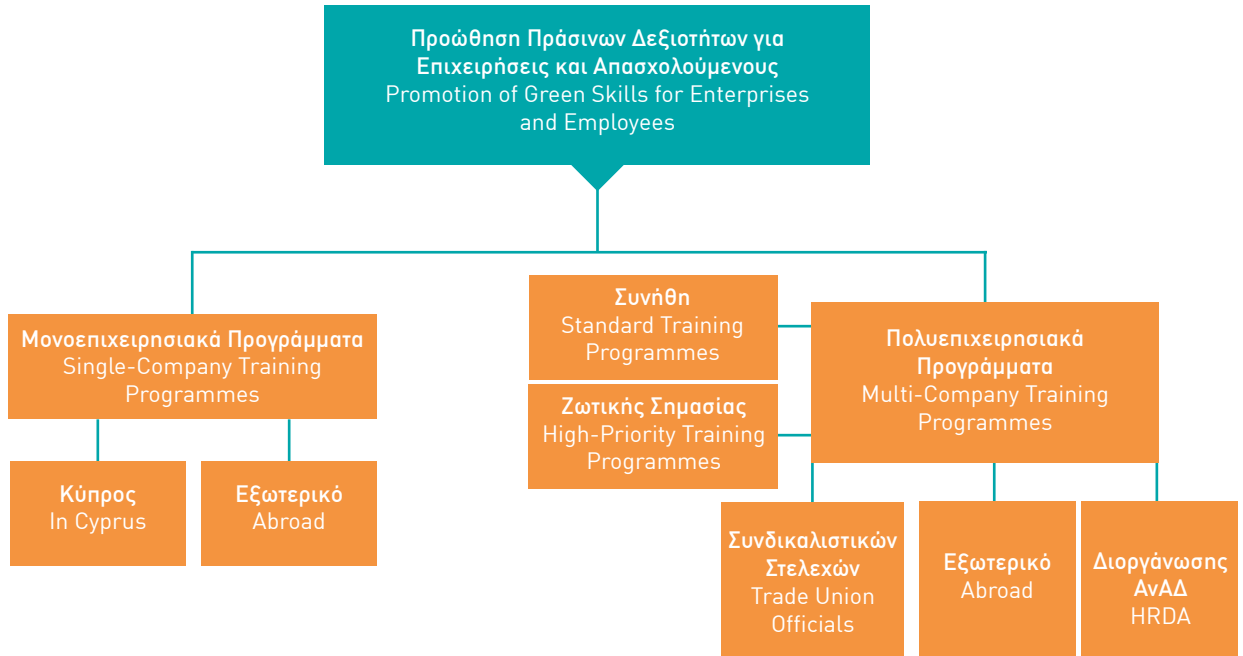 Προώθηση Πράσινων Δεξιοτήτων για
Επιχειρήσεις και Απασχολούμενους
Promotion of Green Skills for Enterprises
and Employees
Μονοεπιχειρησιακά Προγράμματα
Single-Company Training
Programmes
Κύπρος
In Cyprus
Εξωτερικό
Abroad
Συνήθη
Standard Training
Programmes
Ζωτικής Σημασίας
High-Priority Training
Programmes
Πολυεπιχειρησιακά
Προγράμματα
Multi-Company Training
Programmes
Συνδικαλιστικών
Στελεχών
Trade Union
Officials
Εξωτερικό
Abroad
Διοργάνωσης
ΑνΑΔ
HRDA